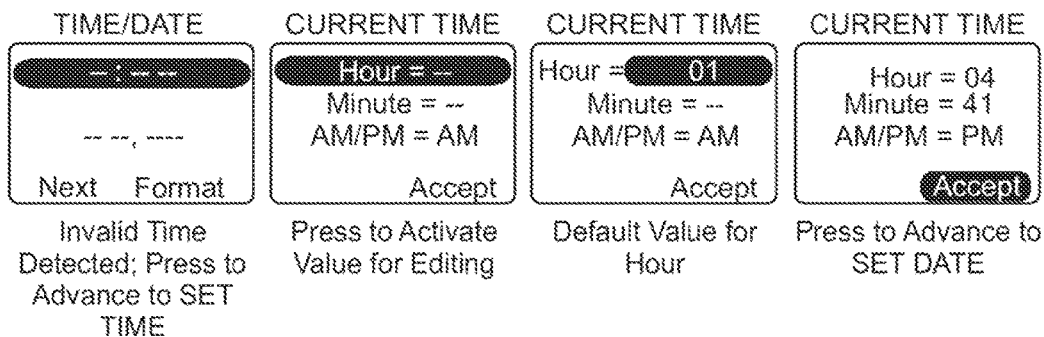 TIME/DATE
-- : -- --
-- --, ----
Next Format
Invalid Time
Detected; Press to
Advance to SET
TIME
CURRENT TIME
Hour = --
Minute = --
AM/PM = AM
Accept
Press to Activate
Value for Editing
CURRENT TIME
Hour = 01
Minute = --
AM/PM = AM
Accept
Default Value for
Hour
CURRENT TIME
Hour = 04
Minute = 41
AM/PM = PM
Accept
Press to Advance to
SET DATE